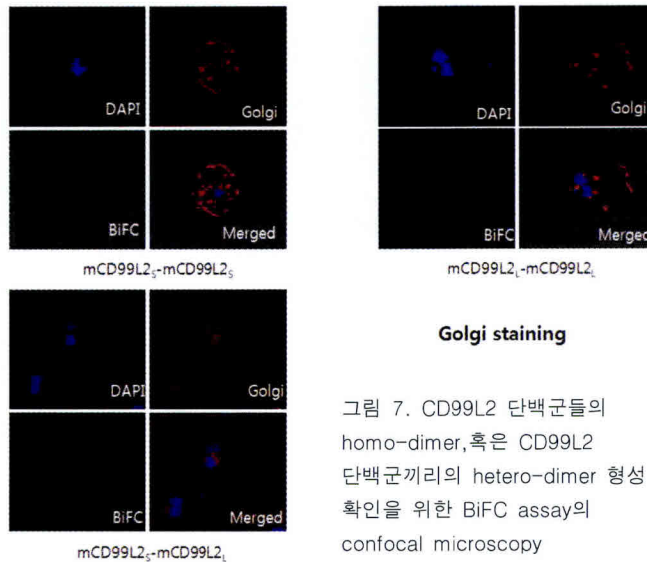 DAPI
Golgi
BiFC
Merged
mCD99L2S-mCD99L2S
DAPI
Golgi
BiFC
Merged
mCD99L2L-mCD99L2L
DAPI
Golgi
BiFC
Merged
mCD99L2S-mCD99L2L
Golgi staining
그림 7. CD99L2 단백군들의
homo-dimer,혹은 CD99L2
단백군끼리의 hetero-dimer 형성
확인을 위한 BiFC assay의
confocal microscopy